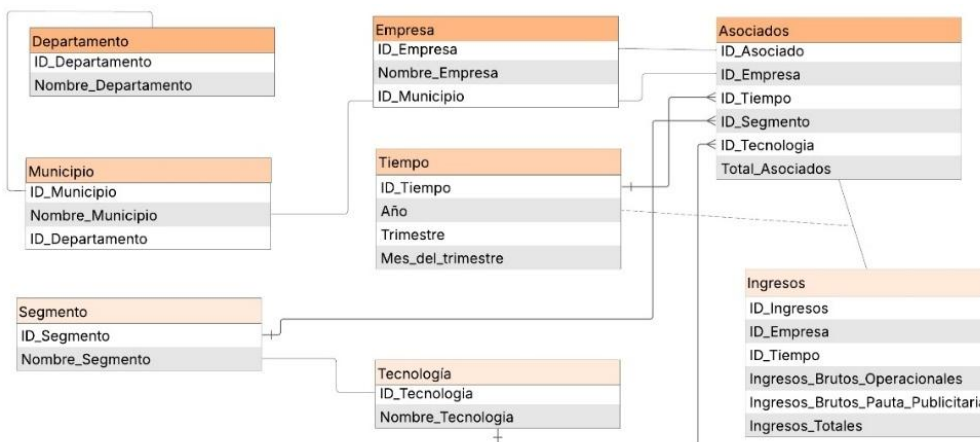 Departamento
ID_Departamento
Nombre_Departamento
Empresa
ID_Empresa
Nombre_Empresa
ID_Municipio
Asociados
ID_Asociado
ID_Empresa
ID_Tiempo
ID_Segmento
ID_Tecnologia
Total_Asociados
Municipio
ID_Municipio
Nombre_Municipio
ID_Departamento
Tiempo
ID_Tiempo
Año
Trimestre
Mes_del_trimestre
Segmento
ID_Segmento
Nombre_Segmento
Tecnología
ID_Tecnologia
Nombre_Tecnologia
Ingresos
ID_Ingresos
ID_Empresa
ID_Tiempo
Ingresos_Brutos_Operacionales
Ingresos_Brutos_Pauta_Publicitaria
Ingresos_Totales